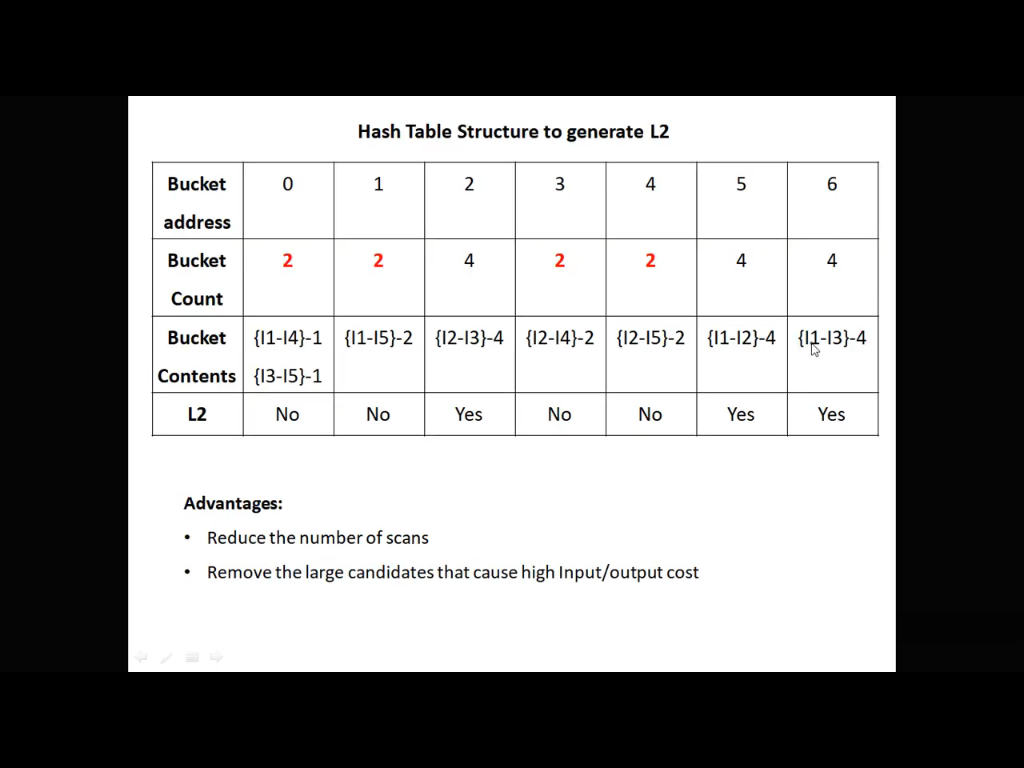 Hash Table Structure to generate L2
Bucket address 0 1 2 3 4 5 6
Bucket Count 2 2 4 2 2 4 4
Bucket Contents {I1-I4}-1 {I3-I5}-1 {I1-I5}-2 {I2-I3}-4 {I2-I4}-2 {I2-I5}-2 {I1-I2}-4 {I1-I3}-4
L2 No No Yes No No Yes Yes
Advantages:
• Reduce the number of scans
• Remove the large candidates that cause high Input/output cost